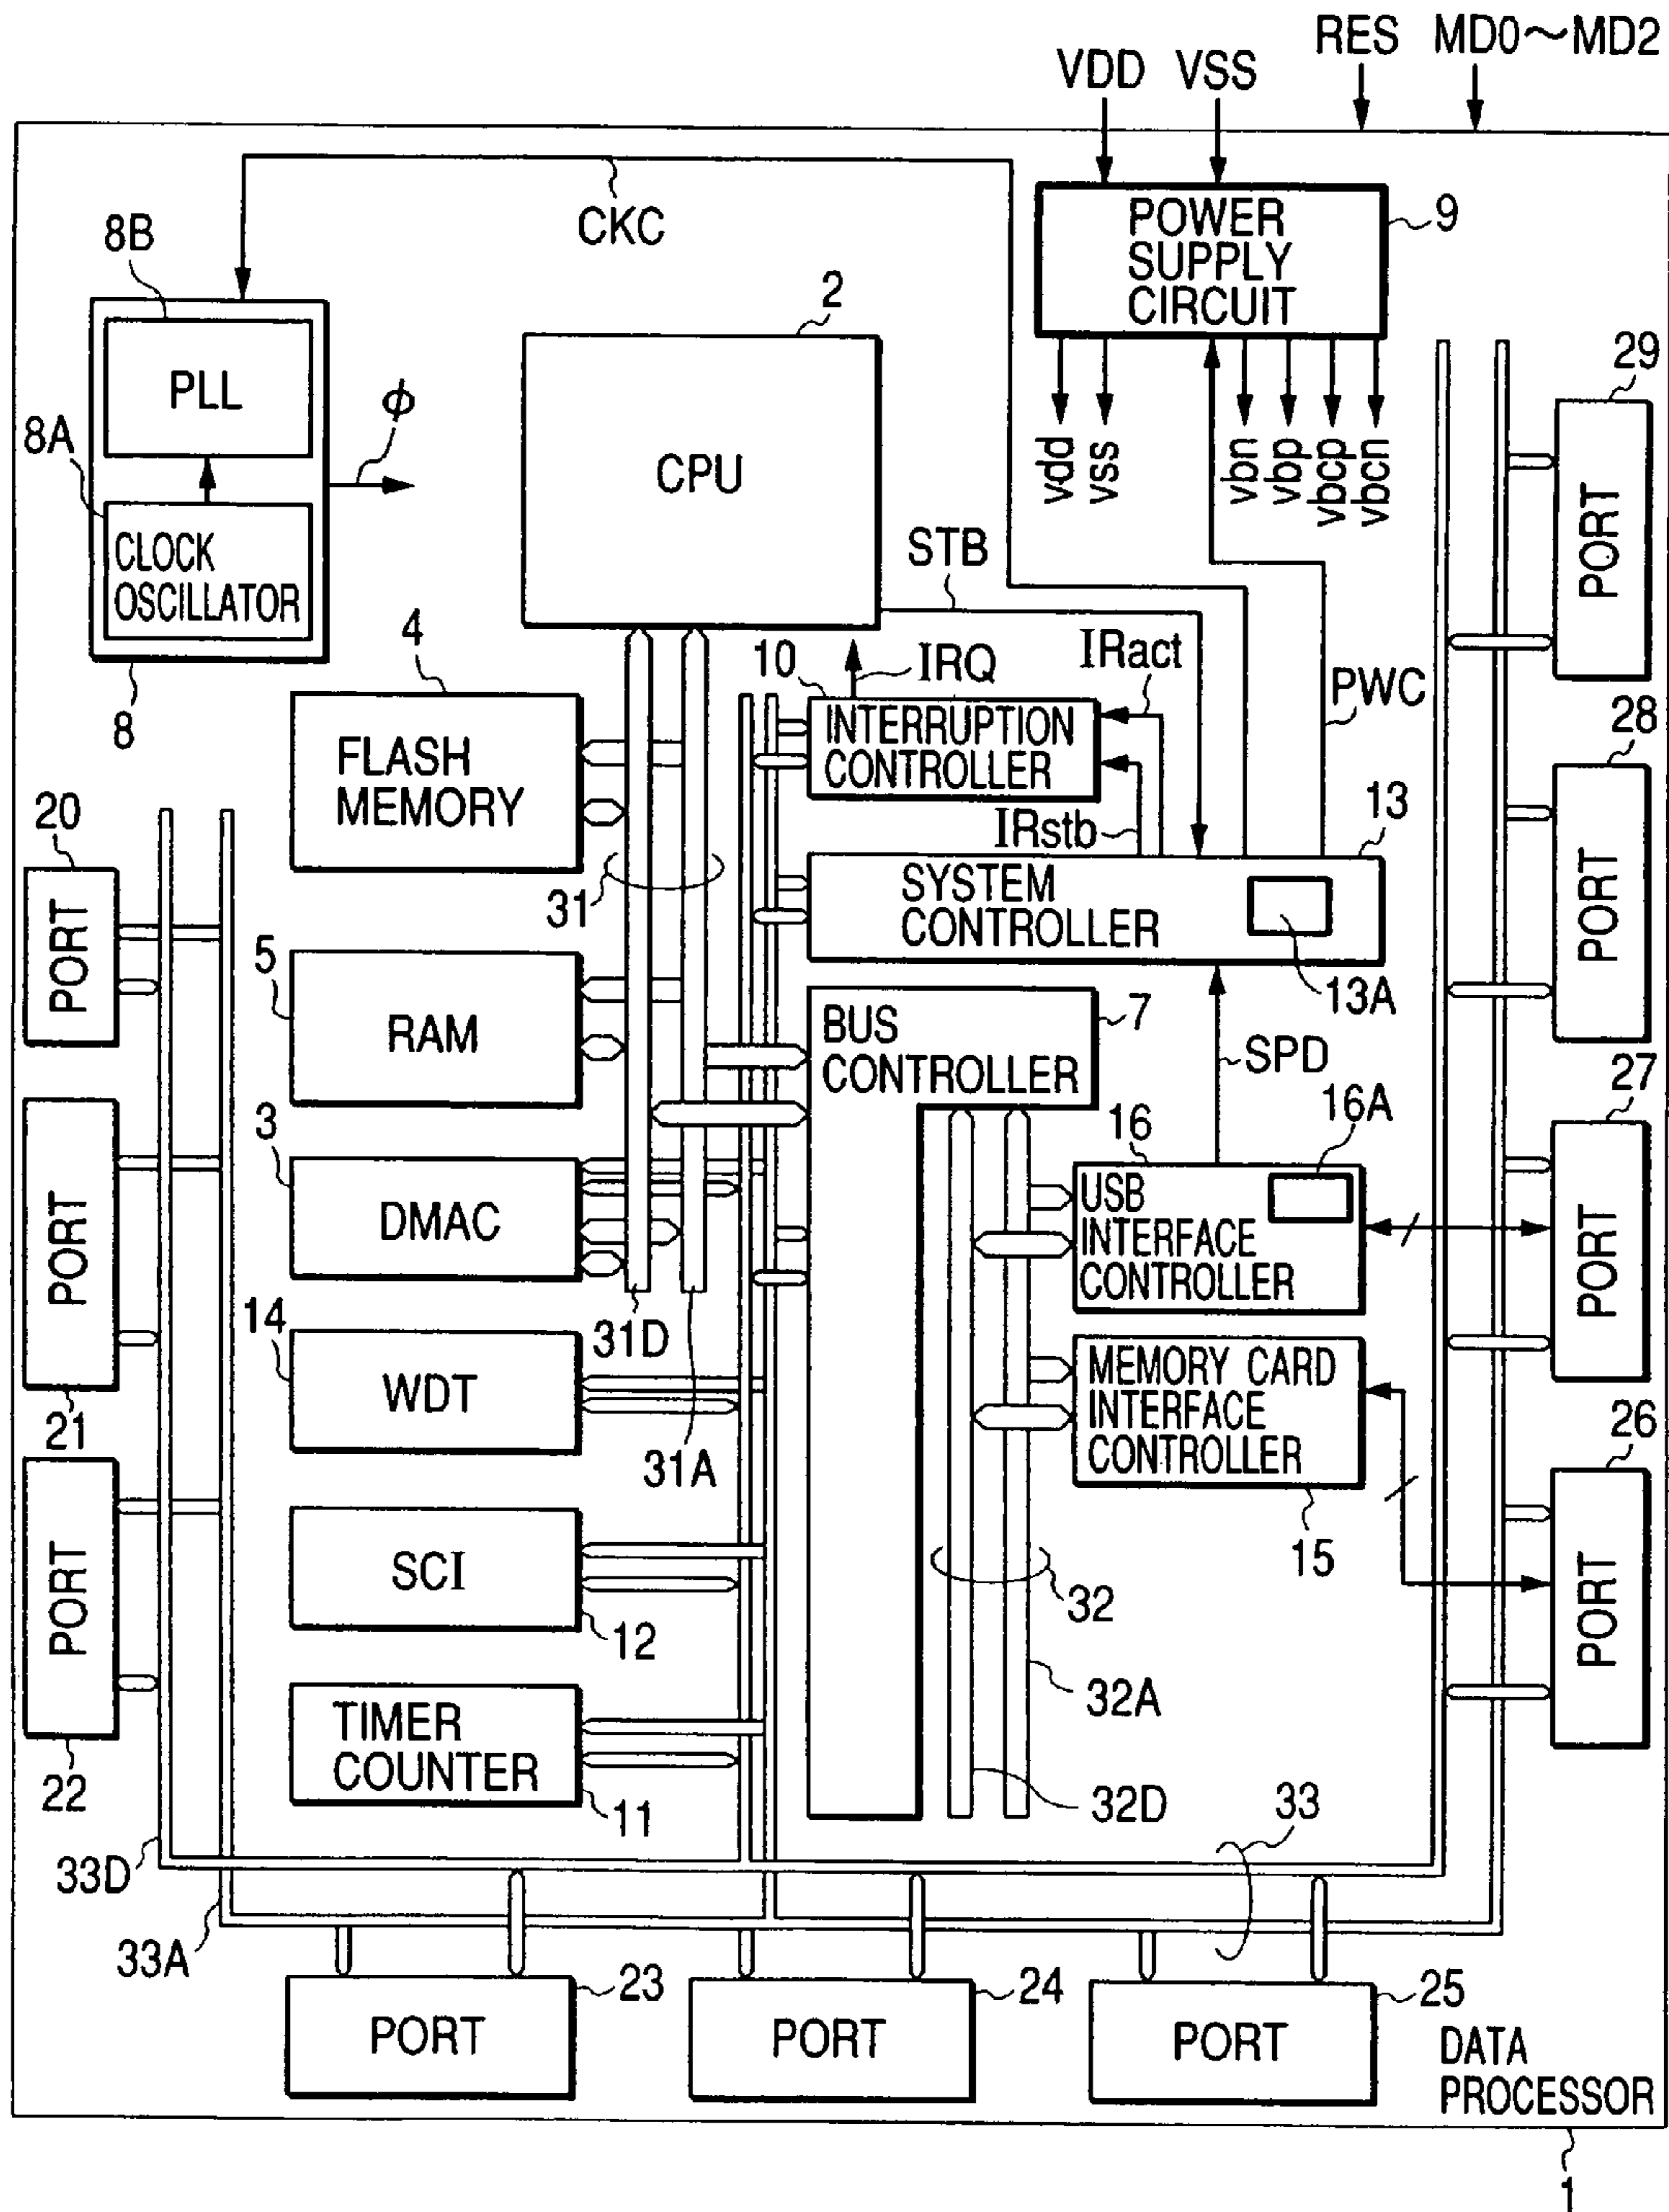 RES MD0～MD2
VDD VSS
CKC
POWER
SUPPLY
CIRCUIT
9
8B
PLL
8A
CLOCK
OSCILLATOR
8
ϕ
2
CPU
vdd
vss
vbn
vbp
vbcp
vbcn
29
PORT
STB
4
FLASH
MEMORY
10
IRQ
IRact
INTERRUPTION
CONTROLLER
IRstb
PWC
28
PORT
20
PORT
31
13
SYSTEM
CONTROLLER
13A
5
RAM
7
BUS
CONTROLLER
SPD
27
PORT
21
PORT
3
DMAC
16
16A
USB
INTERFACE
CONTROLLER
31D
14
WDT
31A
MEMORY CARD
INTERFACE
CONTROLLER
15
26
PORT
22
PORT
SCI
12
32
32A
TIMER
COUNTER
11
32D
33
33D
33A
23
PORT
24
PORT
25
PORT
DATA
PROCESSOR
1